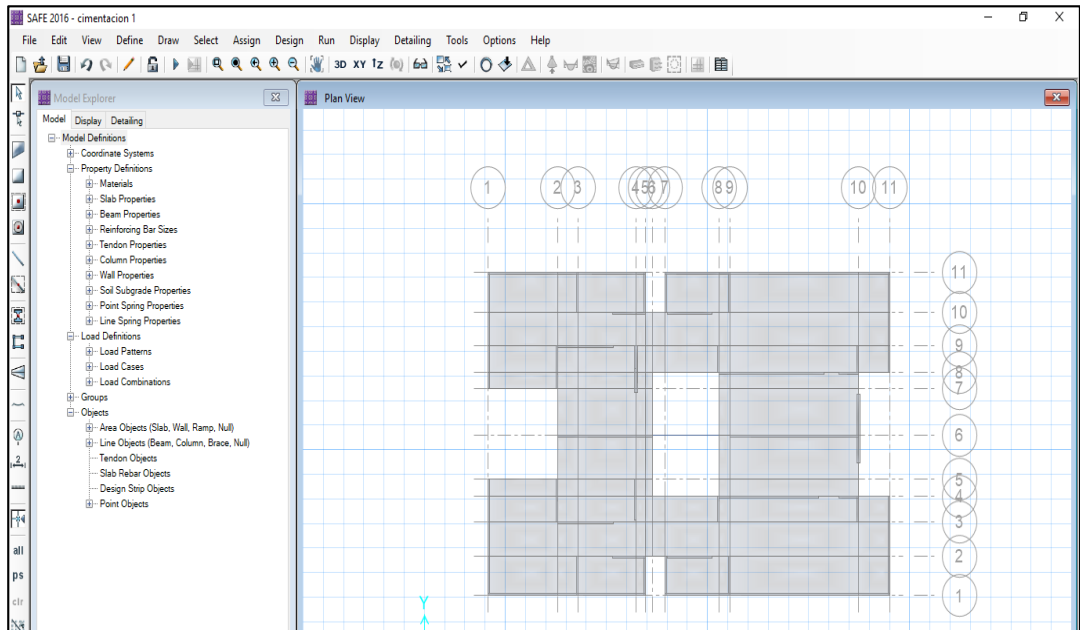 SAFE 2016 - cimentacion 1
File Edit View Define Draw Select Assign Design Run Display Detailing Tools Options Help
3D XY
Model Explorer
Plan View
Model Display Detailing
Model Definitions
Coordinate Systems
Property Definitions
Materials
Slab Properties
Beam Properties
Reinforcing Bar Sizes
Tendon Properties
Column Properties
Wall Properties
Soil Subgrade Properties
Point Spring Properties
Line Spring Properties
Load Definitions
Load Patterns
Load Cases
Load Combinations
Groups
Objects
Area Objects (Slab, Wall, Ramp, Null)
Line Objects (Beam, Column, Brace, Null)
Tendon Objects
Slab Rebar Objects
Design Strip Objects
Point Objects
all
ps
clr
1 2 3 4 5 6 7 8 9 10 11
11
10
9
8
7
6
5
4
3
2
1
Y